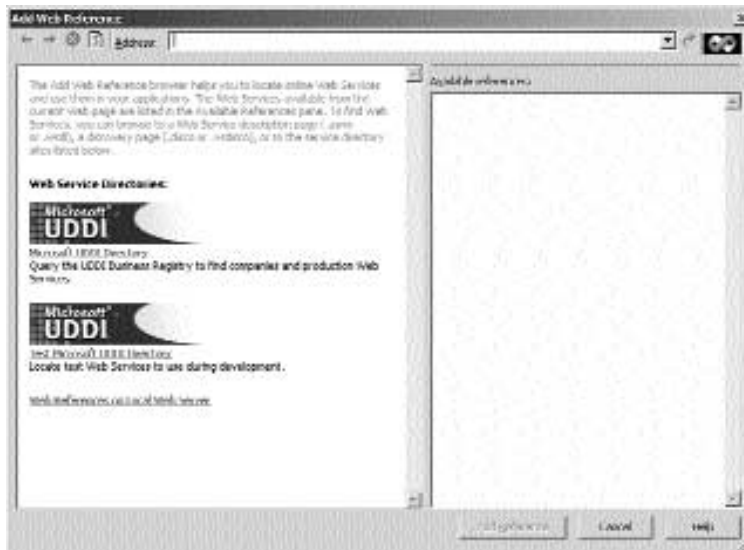 Add Web Reference
Address:
The Add Web Reference browser helps you to locate online Web Services
and use them in your applications. The Web Services available from the
current Web page are listed in the Available References pane. To find Web
Services, you can browse to a Web Service description page (.asmx
or .wsdl), a discovery page (.disco or .vsdisco), or to the service directory
sites listed below.
Available references:
Web Service Directories:
Microsoft
UDDI
Microsoft UDDI Directory
Query the UDDI Business Registry to find companies and production Web
Services.
Microsoft
UDDI
Test Microsoft UDDI Directory
Locate test Web Services to use during development.
Web References on Local Web Server
Add Reference
Cancel
Help